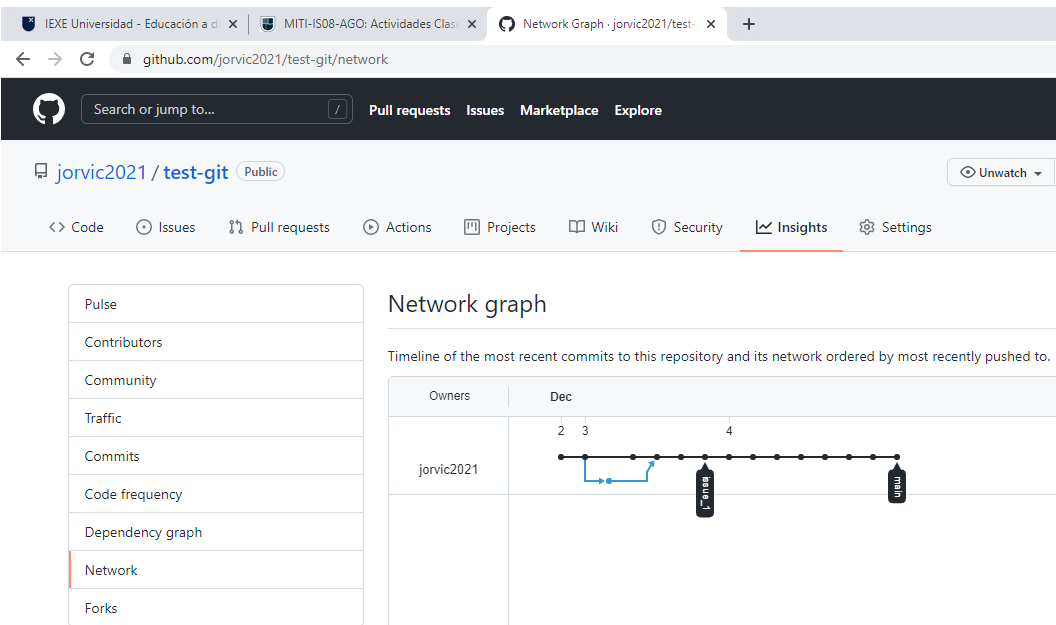 IEXE Universidad - Educación a di
MITI-IS08-AGO: Actividades Clase
Network Graph · jorvic2021/test-
github.com/jorvic2021/test-git/network
Search or jump to... /
Pull requests Issues Marketplace Explore
jorvic2021 / test-git Public
Unwatch
Code Issues Pull requests Actions Projects Wiki Security Insights Settings
Pulse
Contributors
Community
Traffic
Commits
Code frequency
Dependency graph
Network
Forks
Network graph
Timeline of the most recent commits to this repository and its network ordered by most recently pushed to.
Owners Dec
2 3 4
jorvic2021
issue_1
main